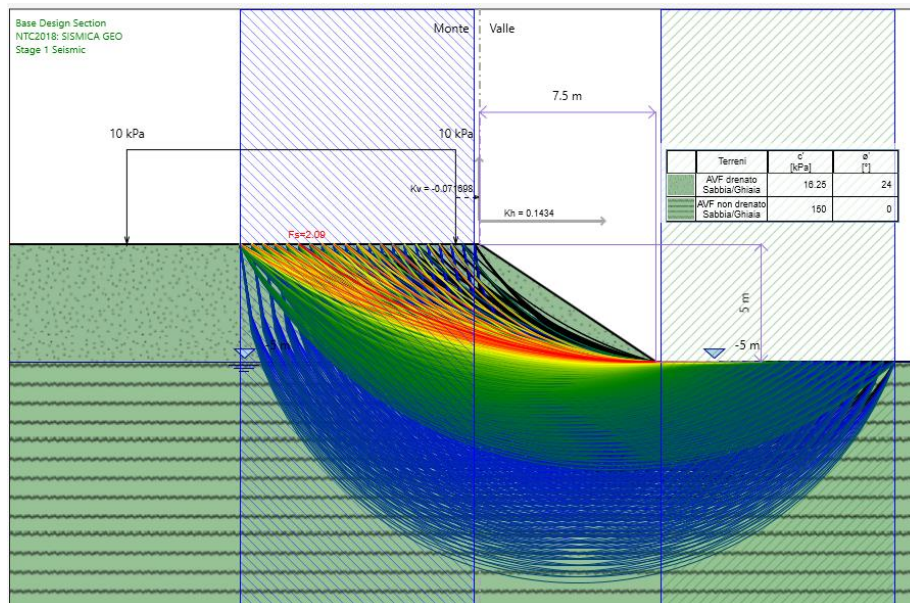 Base Design Section
NTC2018: SISMICA GEO
Stage 1 Seismic
Monte
Valle
7.5 m
10 kPa
10 kPa
Terreni
c'
[kPa]
ø'
[°]
AVF drenato
Sabbia/Ghiaia
16.25
24
AVF non drenato
Sabbia/Ghiaia
150
0
Kv = -0.071698
Kh = 0.1434
Fs=2.09
5 m
-5 m
-5 m